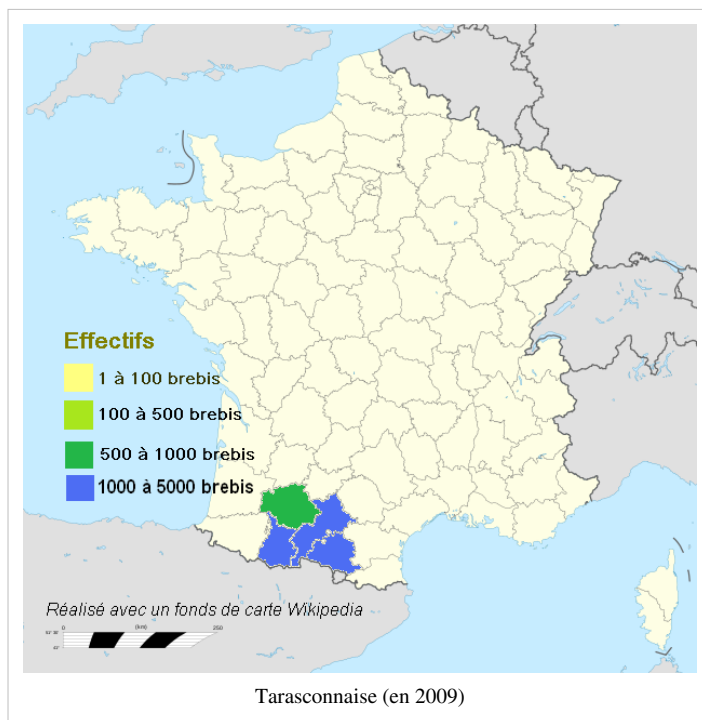 Effectifs
1 à 100 brebis
100 à 500 brebis
500 à 1000 brebis
1000 à 5000 brebis
Réalisé avec un fonds de carte Wikipedia
0 (km) 250
Tarasconnaise (en 2009)